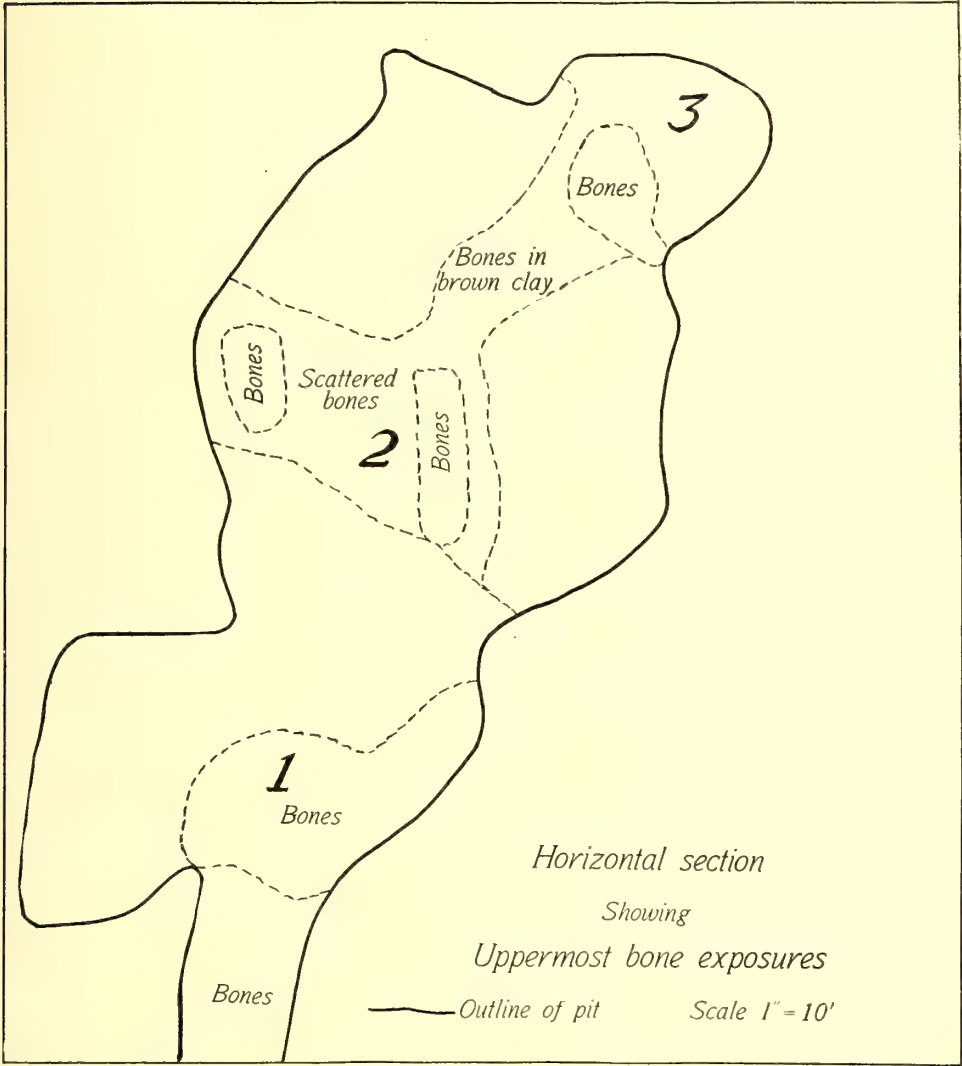 3
Bones
Bones in
brown clay
Bones
Scattered
bones
2
Bones
1
Bones
Horizontal section
Showing
Uppermost bone exposures
Bones
Outline of pit
Scale 1" = 10'